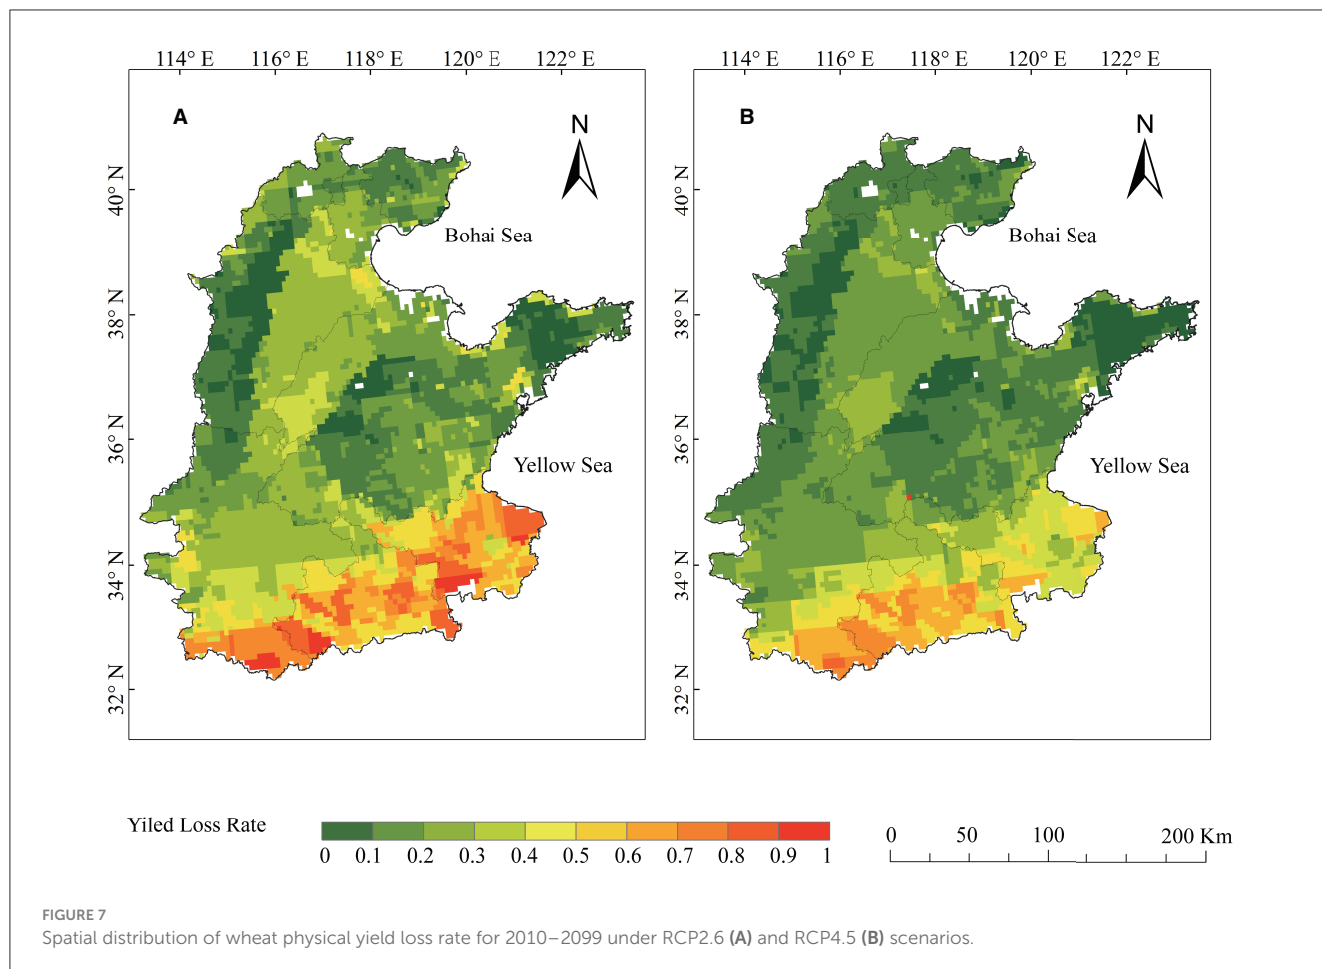 114° E 116° E 118° E 120° E 122° E
114° E 116° E 118° E 120° E 122° E
A
B
N
N
40° N
38° N
36° N
34° N
32° N
40° N
38° N
36° N
34° N
32° N
Bohai Sea
Bohai Sea
Yellow Sea
Yellow Sea
Yiled Loss Rate
0 0.1 0.2 0.3 0.4 0.5 0.6 0.7 0.8 0.9 1
0 50 100 200 Km
FIGURE 7
Spatial distribution of wheat physical yield loss rate for 2010–2099 under RCP2.6 (A) and RCP4.5 (B) scenarios.